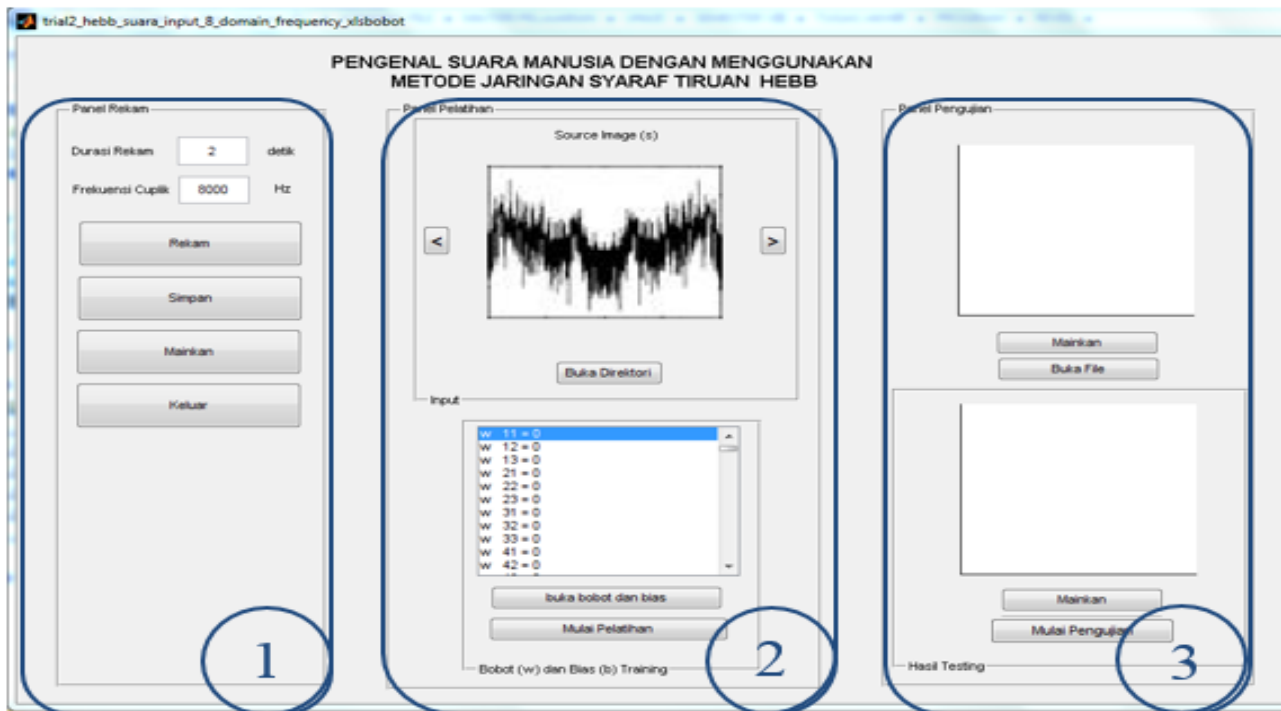 trial2_hebb_suara_input_8_domain_frequency_xlsbobot
PENGENAL SUARA MANUSIA DENGAN MENGGUNAKAN
METODE JARINGAN SYARAF TIRUAN HEBB
Panel Rekam
Durasi Rekam 2 detik
Frekuensi Cuplik 8000 Hz
Rekam
Simpan
Mainkan
Keluar
1
Panel Pelatihan
Source Image (s)
<
>
Buka Direktori
Input
w 11 = 0
w 12 = 0
w 13 = 0
w 21 = 0
w 22 = 0
w 23 = 0
w 31 = 0
w 32 = 0
w 33 = 0
w 41 = 0
w 42 = 0
buka bobot dan bias
Mulai Pelatihan
Bobot (w) dan Bias (b) Training
2
Panel Pengujian
Mainkan
Buka File
Mainkan
Mulai Pengujian
Hasil Testing
3